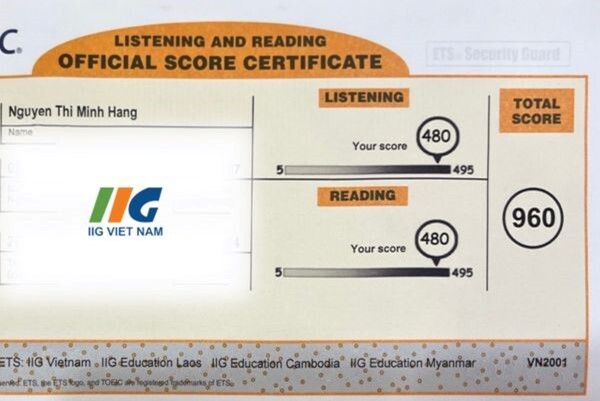 C.
LISTENING AND READING
OFFICIAL SCORE CERTIFICATE
ETS® Security Guard
Nguyen Thi Minh Hang
Name
IIG
IIG VIET NAM
LISTENING
Your score
480
5
495
READING
Your score
480
5
495
TOTAL
SCORE
960
ETS: IIG Vietnam IIG Education Laos IIG Education Cambodia IIG Education Myanmar VN2001
ETS, the ETS logo, and TOEIC are registered trademarks of ETS